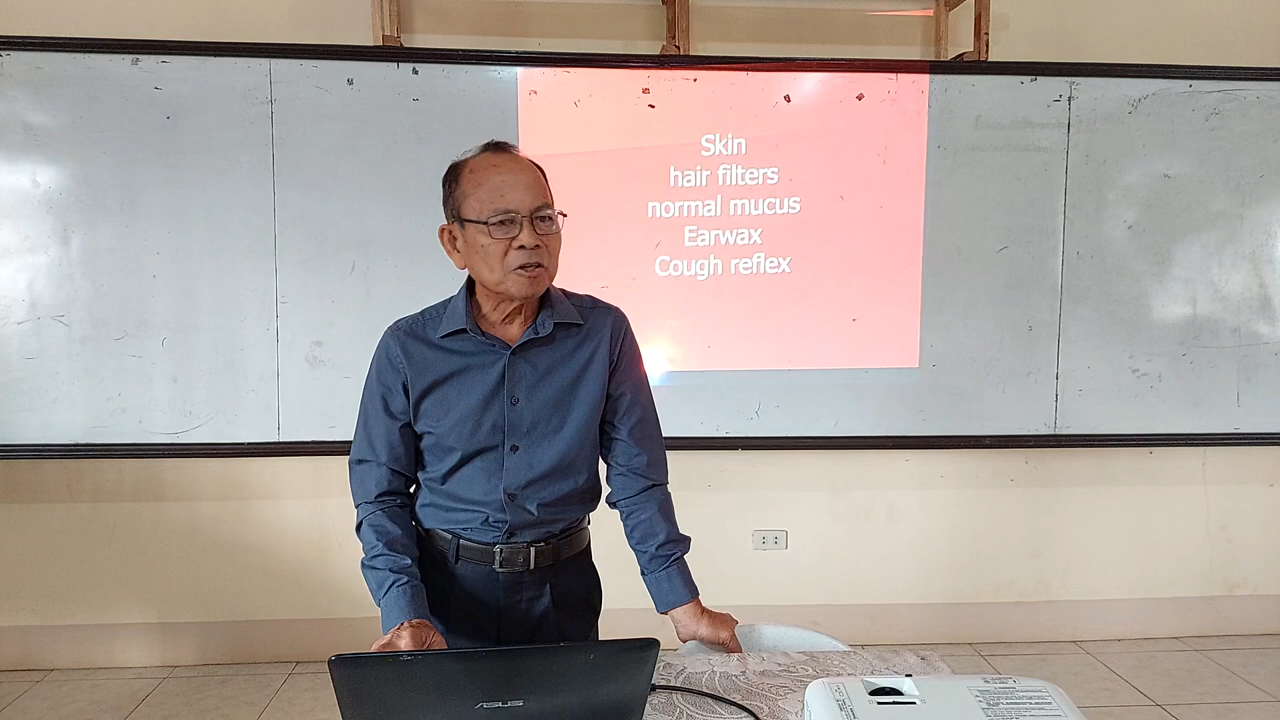 Skin
hair filters
normal mucus
Earwax
Cough reflex
ASUS